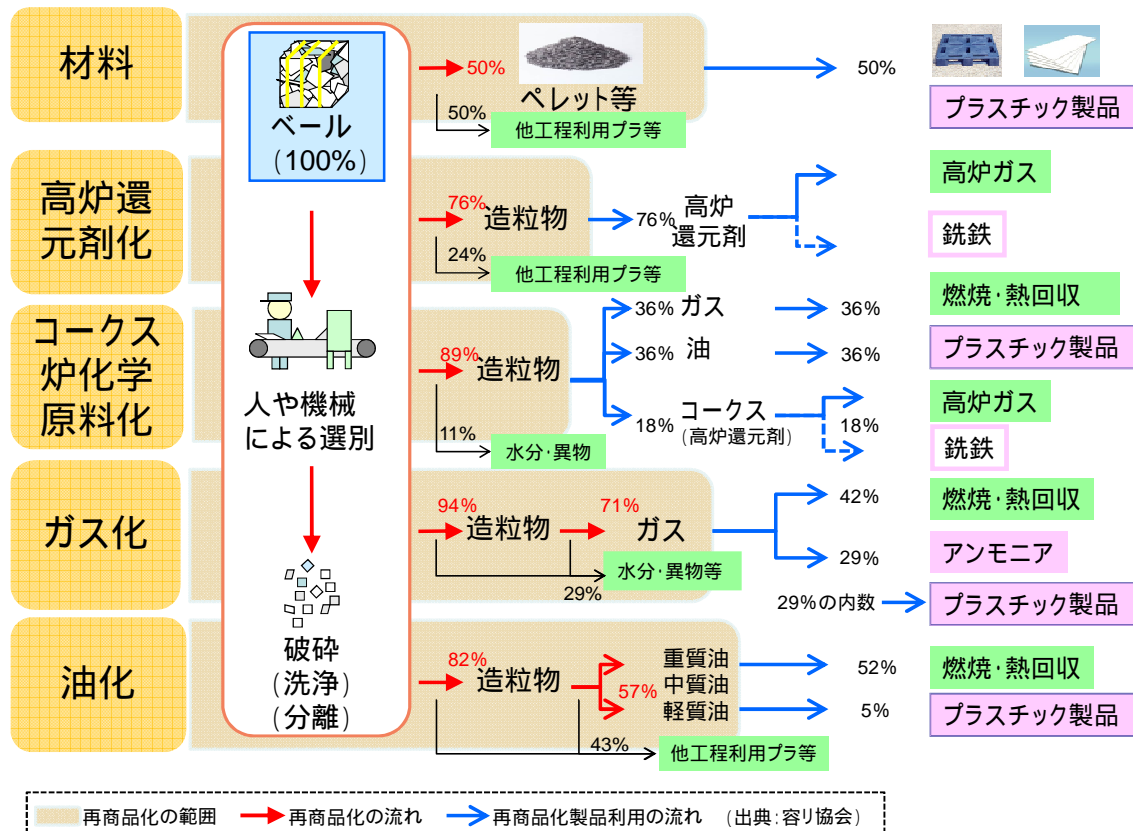 材料
ベール
(100%)
50%
ペレット等
50%
他工程利用プラ等
50%
プラスチック製品
高炉還
元剤化
76%
造粒物
24%
他工程利用プラ等
76%
高炉
還元剤
高炉ガス
銑鉄
コークス
炉化学
原料化
人や機械
による選別
89%
造粒物
11%
水分・異物
36%
ガス
36%
燃焼・熱回収
36%
油
36%
プラスチック製品
18%
コークス
(高炉還元剤)
18%
高炉ガス
銑鉄
ガス化
94%
造粒物
71%
ガス
29%
水分・異物等
42%
燃焼・熱回収
29%
アンモニア
29%の内数
プラスチック製品
油化
破砕
(洗浄)
(分離)
82%
造粒物
57%
重質油
中質油
軽質油
43%
他工程利用プラ等
52%
燃焼・熱回収
5%
プラスチック製品
再商品化の範囲
再商品化の流れ
再商品化製品利用の流れ
(出典:容リ協会)